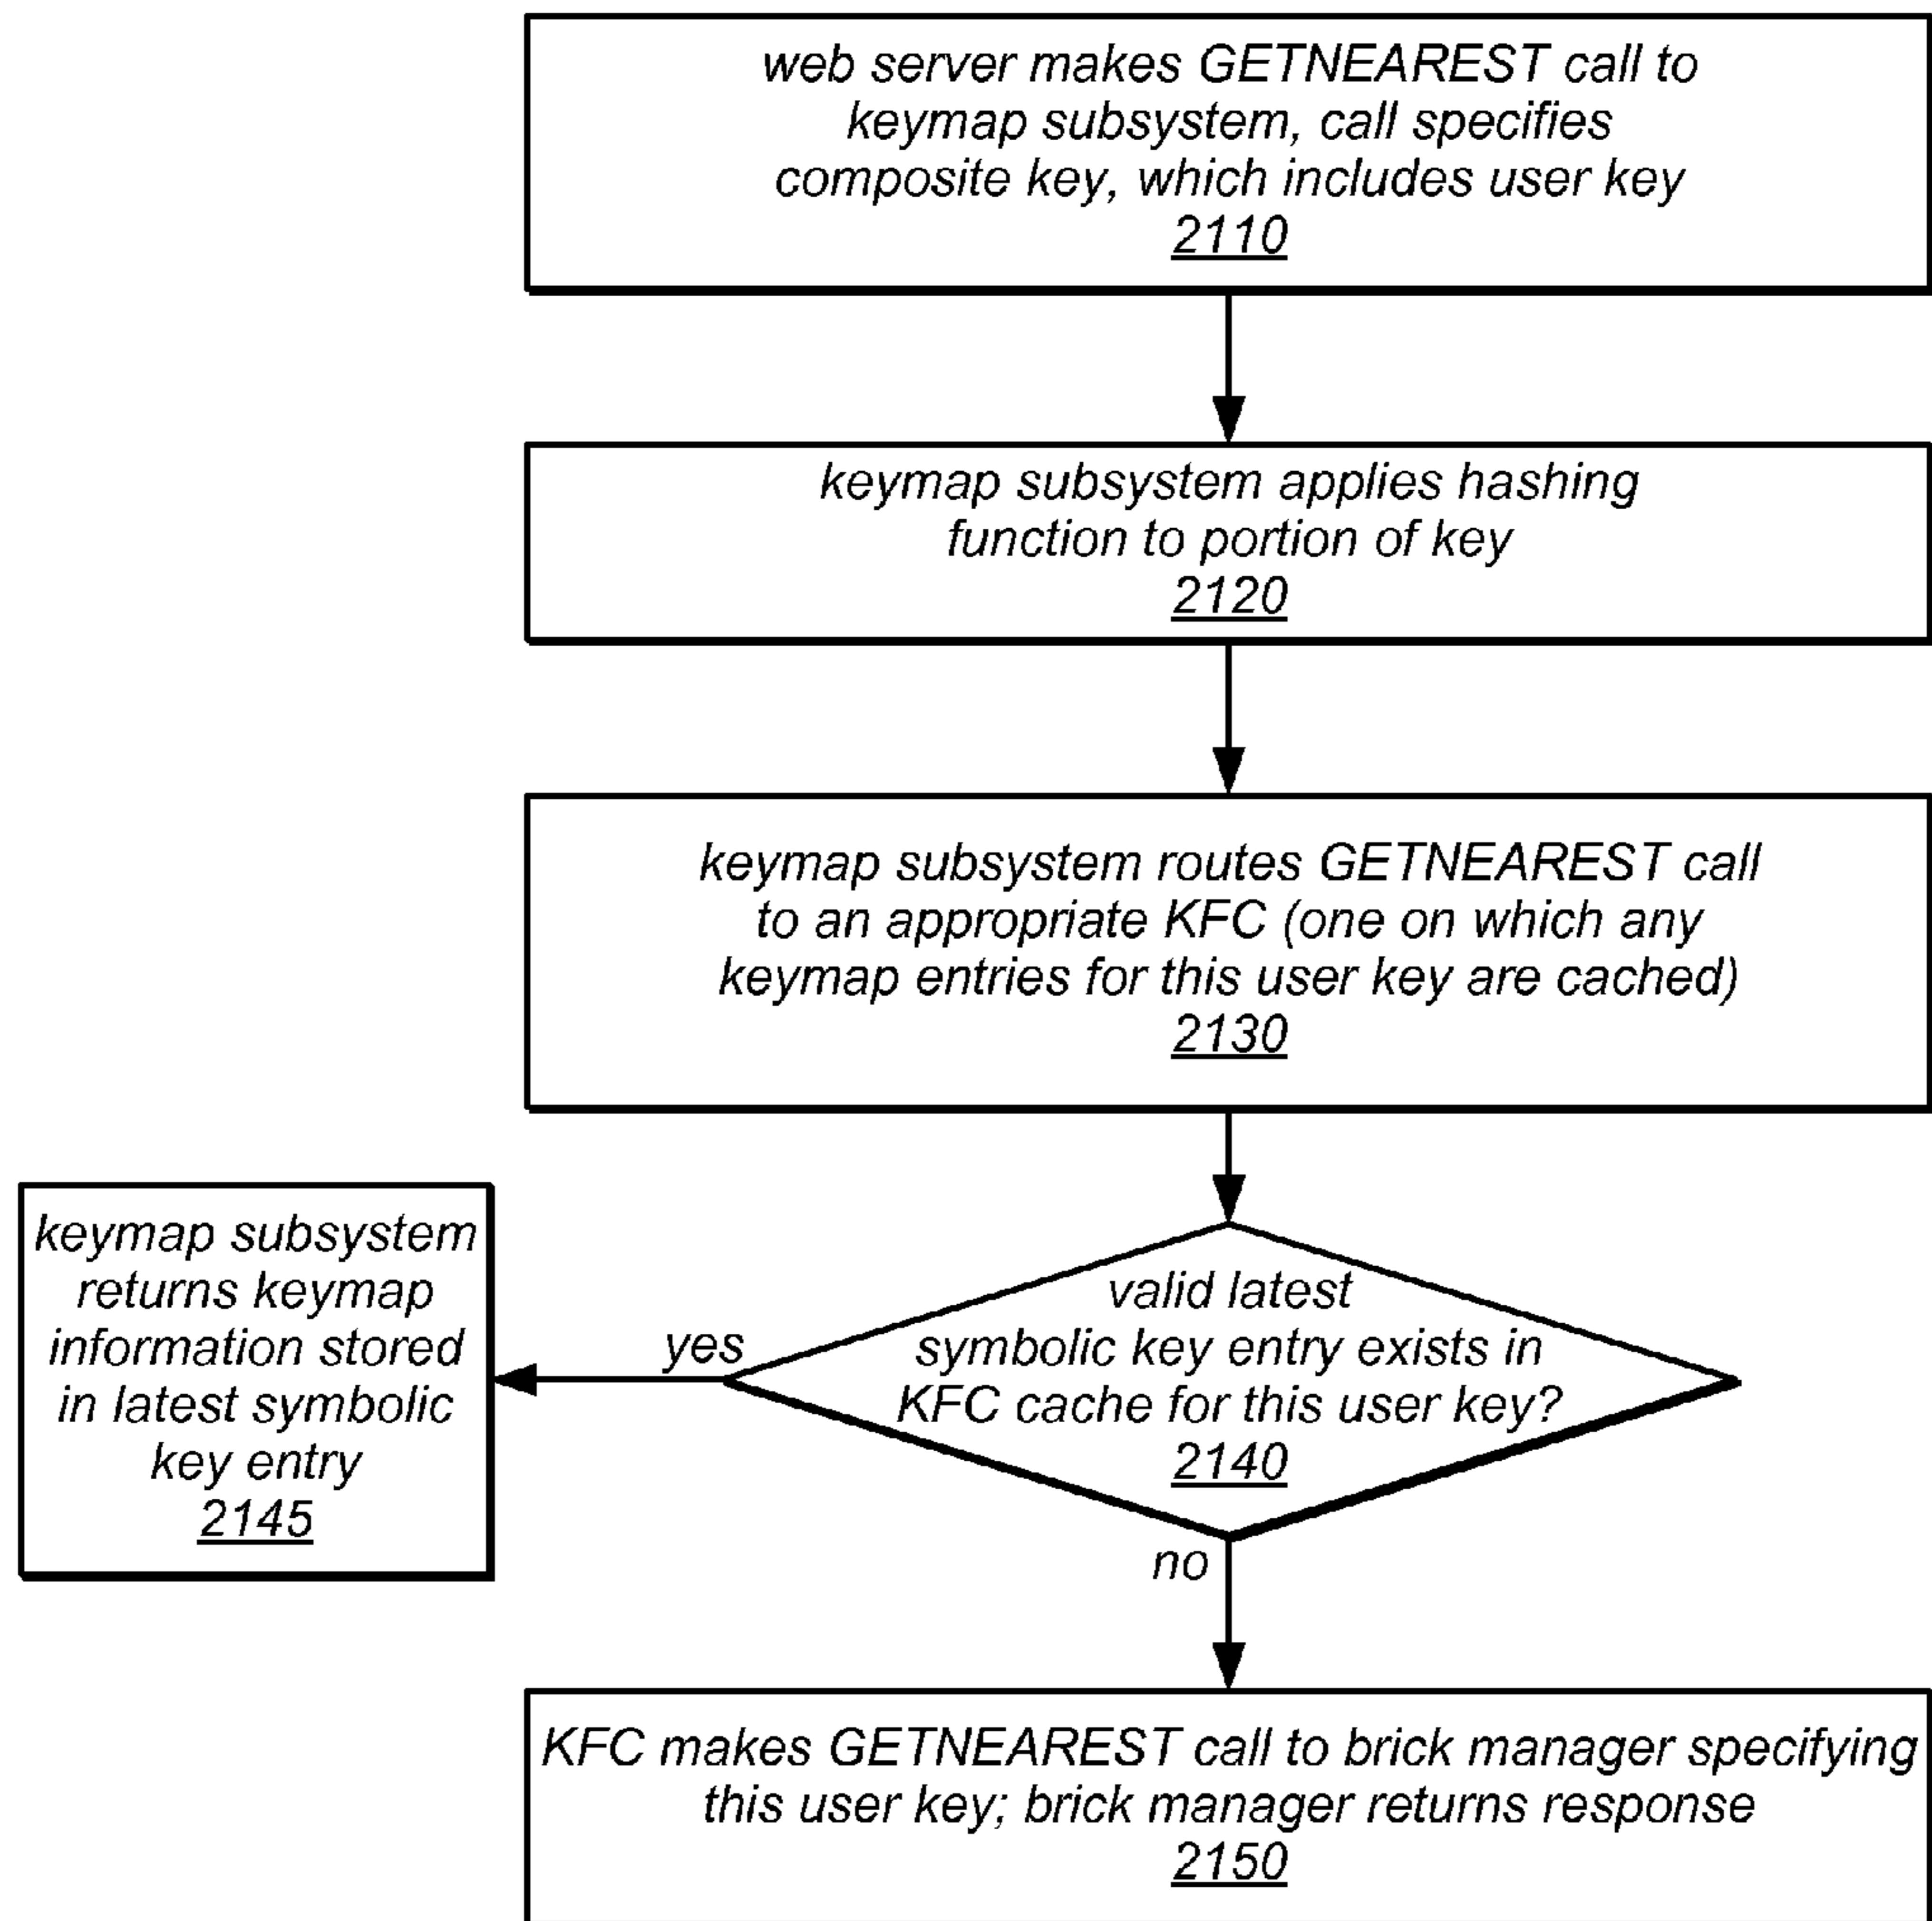 web server makes GETNEAREST call to
keymap subsystem, call specifies
composite key, which includes user key
2110
keymap subsystem applies hashing
function to portion of key
2120
keymap subsystem routes GETNEAREST call
to an appropriate KFC (one on which any
keymap entries for this user key are cached)
2130
valid latest
symbolic key entry exists in
KFC cache for this user key?
2140
yes
keymap subsystem
returns keymap
information stored
in latest symbolic
key entry
2145
no
KFC makes GETNEAREST call to brick manager specifying
this user key; brick manager returns response
2150